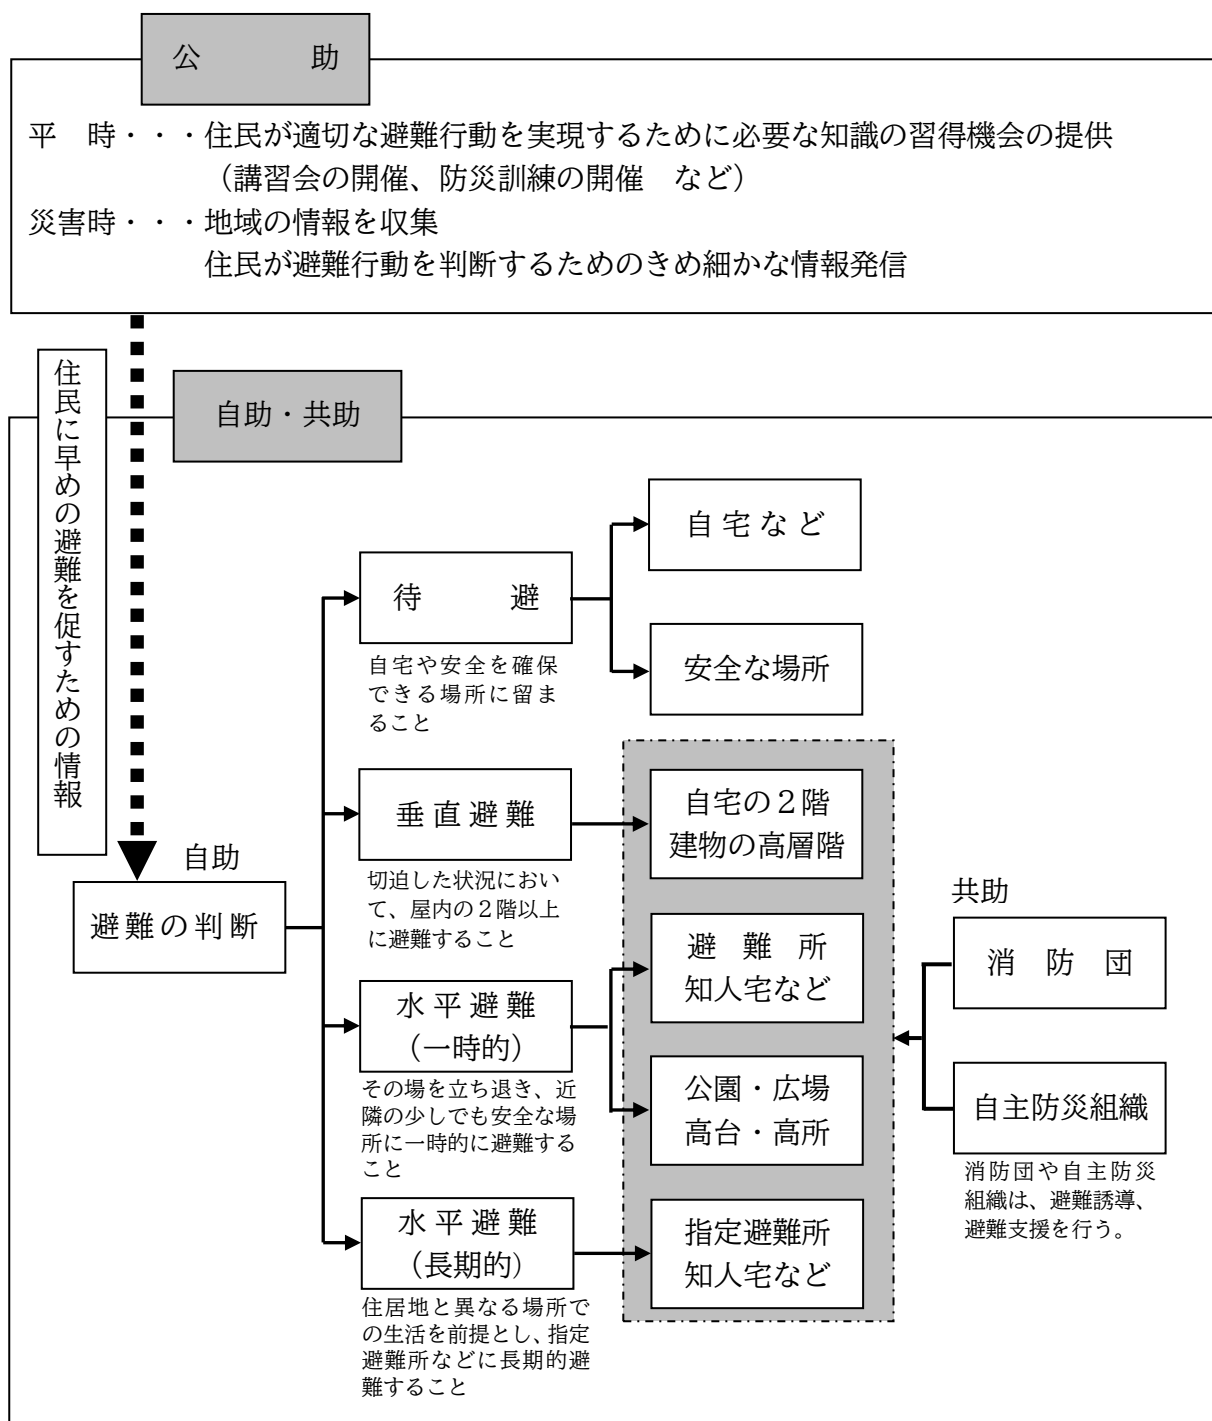 公　　　助
平　時・・・住民が適切な避難行動を実現するために必要な知識の習得機会の提供
（講習会の開催、防災訓練の開催　など）
災害時・・・地域の情報を収集
住民が避難行動を判断するためのきめ細かな情報発信
住民に早めの避難を促すための情報
自助・共助
自助
避難の判断
待　　避
自宅や安全を確保
できる場所に留ま
ること
自宅など
安全な場所
垂直避難
切迫した状況におい
て、屋内の２階以上
に避難すること
自宅の２階
建物の高層階
水平避難
（一時的）
その場を立ち退き、近
隣の少しでも安全な場
所に一時的に避難する
こと
避　難　所
知人宅など
公園・広場
高台・高所
水平避難
（長期的）
住居地と異なる場所で
の生活を前提とし、指定
避難所などに長期的避
難すること
指定避難所
知人宅など
共助
消　防　団
自主防災組織
消防団や自主防災
組織は、避難誘導、
避難支援を行う。